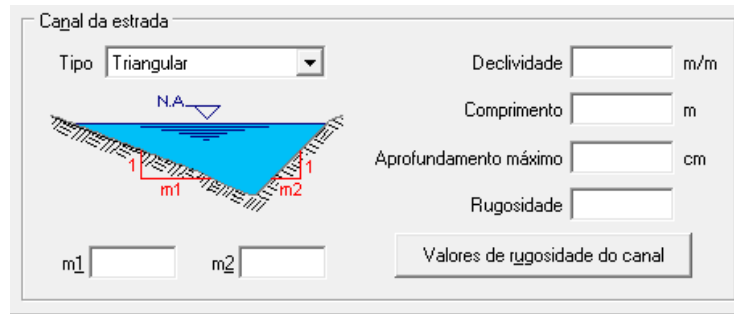 Canal da estrada
Tipo Triangular
Declividade m/m
N.A.
Comprimento m
1 1
Aprofundamento máximo cm
m1 m2
Rugosidade
m1 m2
Valores de rugosidade do canal